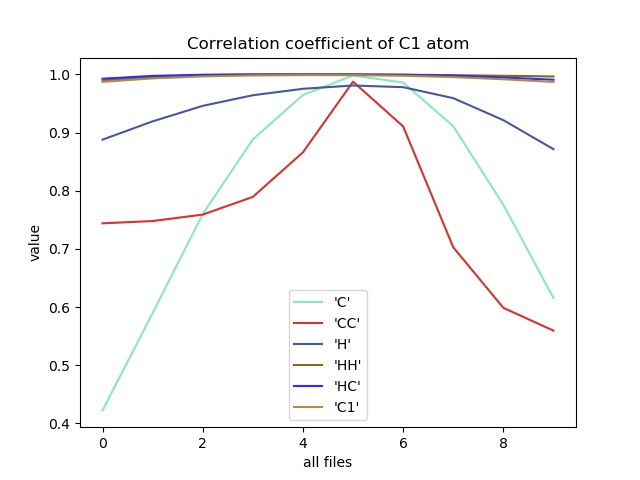 Correlation coefficient of C1 atom
value
1.0
0.9
0.8
0.7
0.6
0.5
0.4
'C'
'CC'
'H'
'HH'
'HC'
'C1'
0 2 4 6 8
all files